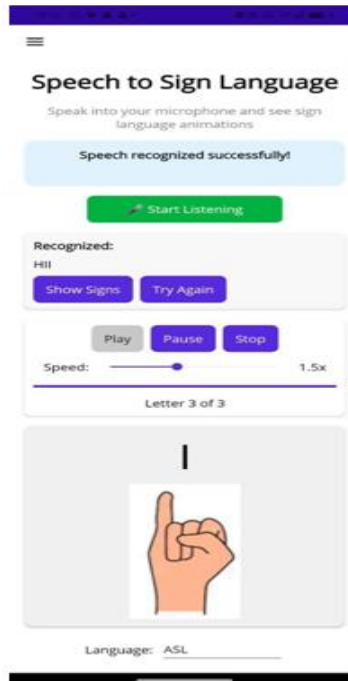 Speech to Sign Language
Speak into your microphone and see sign
language animations
Speech recognized successfully!
Start Listening
Recognized:
HII
Show Signs Try Again
Play Pause Stop
Speed: 1.5x
Letter 3 of 3
I
Language: ASL